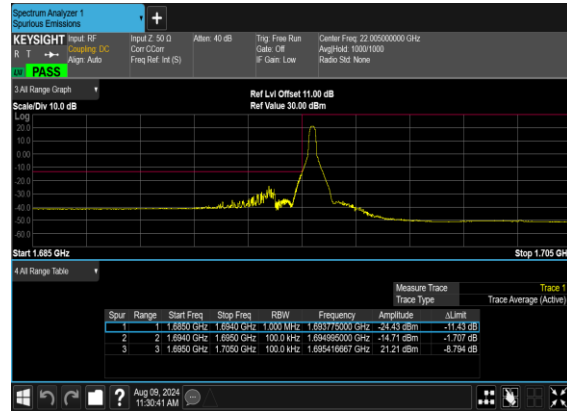 Spectrum Analyzer 1
Spurious Emissions
+
KEYSIGHT Input: RF Input Z: 50 Ω Atten: 40 dB Trig: Free Run Center Freq: 22.005000000 GHz
R T Coupling: DC Corr CCorr Gate: Off Avg|Hold: 1000/1000
Align: Auto Freq Ref: Int (S) IF Gain: Low Radio Std: None
PASS
3 All Range Graph
Ref Lvl Offset 11.00 dB
Scale/Div 10.0 dB Ref Value 30.00 dBm
Log
20.0
10.0
0.00
-10.0
-20.0
-30.0
-40.0
-50.0
-60.0
Start 1.685 GHz Stop 1.705 GH
4 All Range Table
Measure Trace Trace 1
Trace Type Trace Average (Active)
Spur Range Start Freq Stop Freq RBW Frequency Amplitude ΔLimit
1 1 1.6850 GHz 1.6940 GHz 1.000 MHz 1.693775000 GHz -24.43 dBm -11.43 dB
2 2 1.6940 GHz 1.6950 GHz 100.0 kHz 1.694995000 GHz -14.71 dBm -1.707 dB
3 3 1.6950 GHz 1.7050 GHz 100.0 kHz 1.695416667 GHz 21.21 dBm -8.794 dB
? Aug 09, 2024
11:30:41 AM